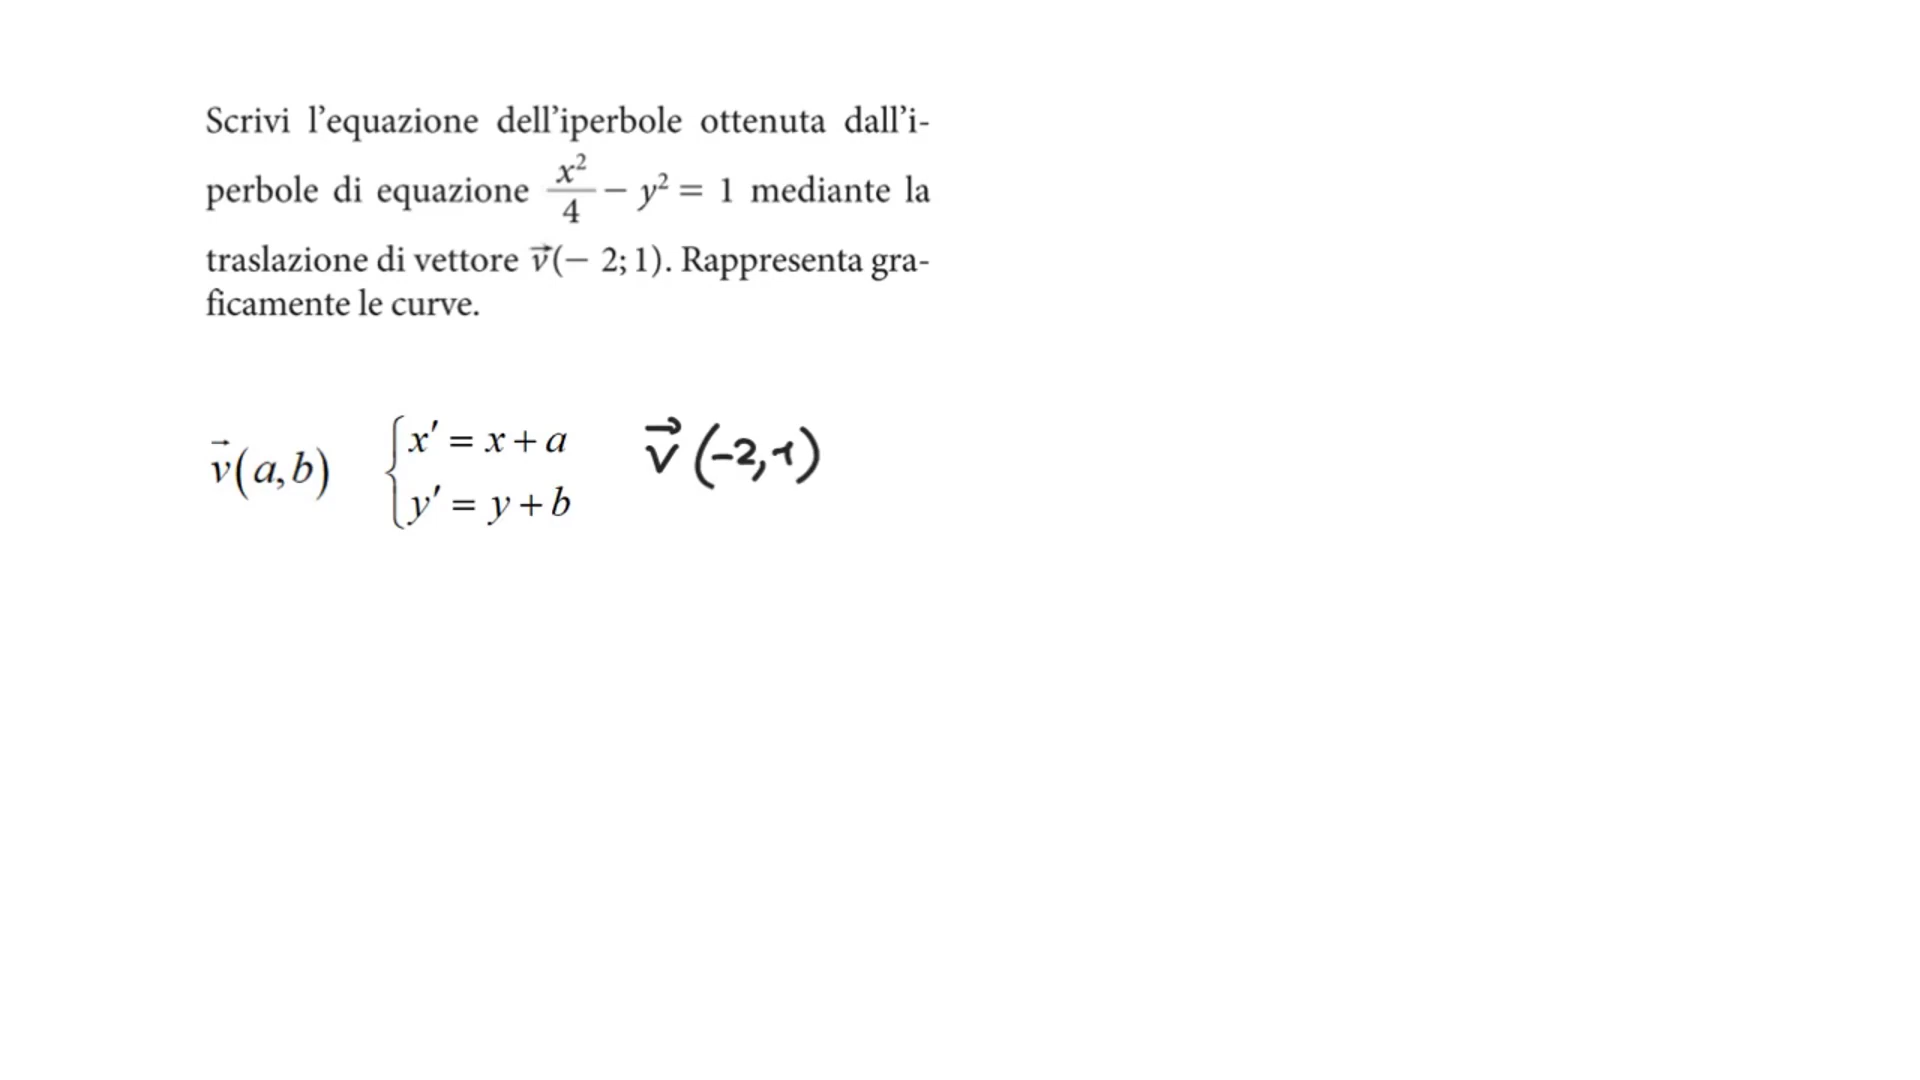 Scrivi l'equazione dell'iperbole ottenuta dall'i-
perbole di equazione x²/4 − y² = 1 mediante la
traslazione di vettore v⃗(− 2; 1). Rappresenta gra-
ficamente le curve.
v⃗(a,b) { x′ = x + a v⃗ (-2,1)
y′ = y + b